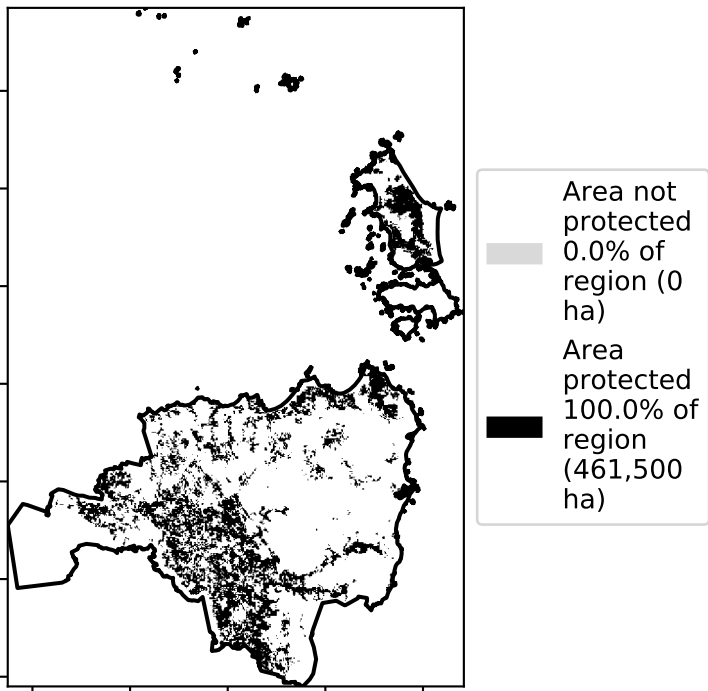 Area not
protected
0.0% of
region (0
ha)
Area
protected
100.0% of
region
(461,500
ha)